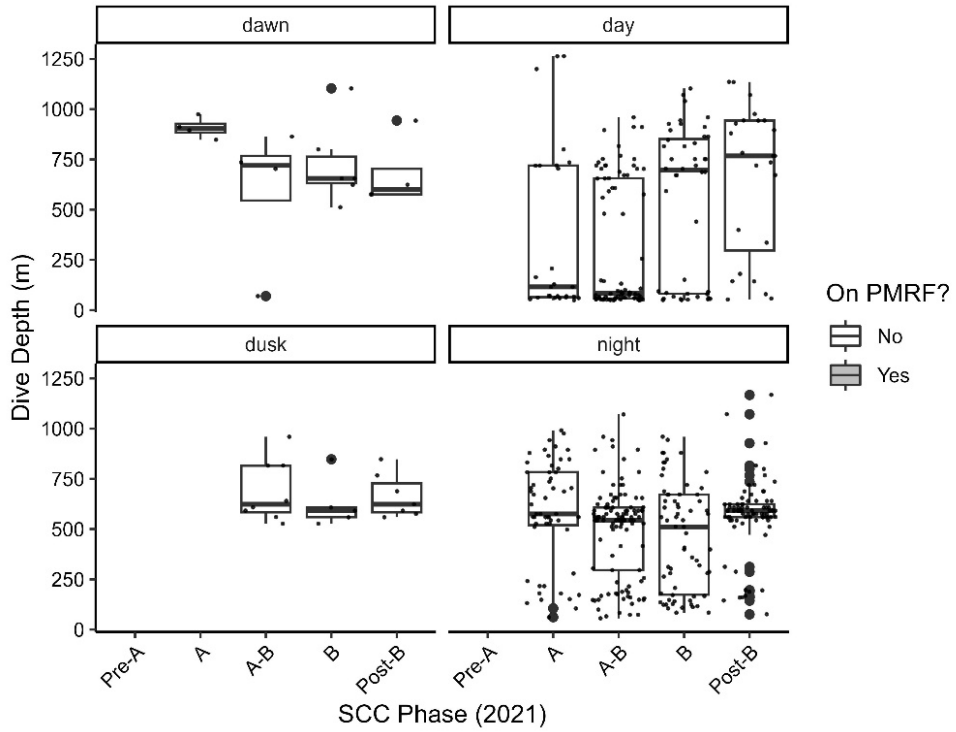 dawn
day
1250
1000
750
500
250
0
dusk
night
1250
1000
750
500
250
0
Dive Depth (m)
Pre-A
A
A-B
B
Post-B
Pre-A
A
A-B
B
Post-B
SCC Phase (2021)
On PMRF?
No
Yes